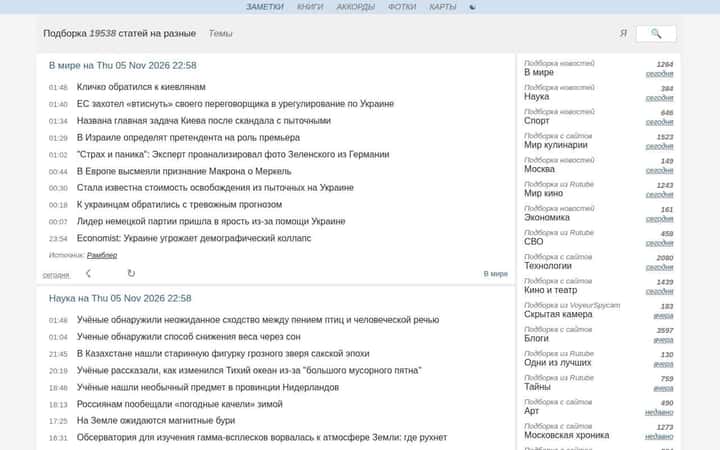 ЗАМЕТКИ КНИГИ АККОРДЫ ФОТКИ КАРТЫ
Подборка 19538 статей на разные Темы Я
В мире на Thu 05 Nov 2026 22:58
01:48 Кличко обратился к киевлянам
01:40 ЕС захотел «втиснуть» своего переговорщика в урегулирование по Украине
01:34 Названа главная задача Киева после скандала с пыточными
01:29 В Израиле определят претендента на роль премьера
01:02 "Страх и паника": Эксперт проанализировал фото Зеленского из Германии
00:44 В Европе высмеяли признание Макрона о Меркель
00:30 Стала известна стоимость освобождения из пыточных на Украине
00:18 К украинцам обратились с тревожным прогнозом
00:07 Лидер немецкой партии пришла в ярость из-за помощи Украине
23:54 Economist: Украине угрожает демографический коллапс
Источник: Рамблер
сегодня В мире
Наука на Thu 05 Nov 2026 22:58
01:48 Учёные обнаружили неожиданное сходство между пением птиц и человеческой речью
01:04 Ученые обнаружили способ снижения веса через сон
21:45 В Казахстане нашли старинную фигурку грозного зверя сакской эпохи
20:19 Учёные рассказали, как изменился Тихий океан из-за "большого мусорного пятна"
18:46 Учёные нашли необычный предмет в провинции Нидерландов
18:13 Россиянам пообещали «погодные качели» зимой
17:25 На Земле ожидаются магнитные бури
16:31 Обсерватория для изучения гамма-всплесков ворвалась к атмосфере Земли: где рухнет
Подборка новостей 1264
В мире сегодня
Подборка новостей 384
Наука сегодня
Подборка новостей 646
Спорт сегодня
Подборка с сайтов 1523
Мир кулинарии сегодня
Подборка новостей 149
Москва сегодня
Подборка из Rutube 1243
Мир кино сегодня
Подборка новостей 161
Экономика сегодня
Подборка из Rutube 458
СВО сегодня
Подборка с сайтов 2080
Технологии сегодня
Подборка с сайтов 1439
Кино и театр сегодня
Подборка из VoyeurSpycam 183
Скрытая камера вчера
Подборка с сайтов 3597
Блоги вчера
Подборка из Rutube 130
Одни из лучших вчера
Подборка из Rutube 759
Тайны вчера
Подборка с сайтов 490
Арт недавно
Подборка с сайтов 1273
Московская хроника недавно